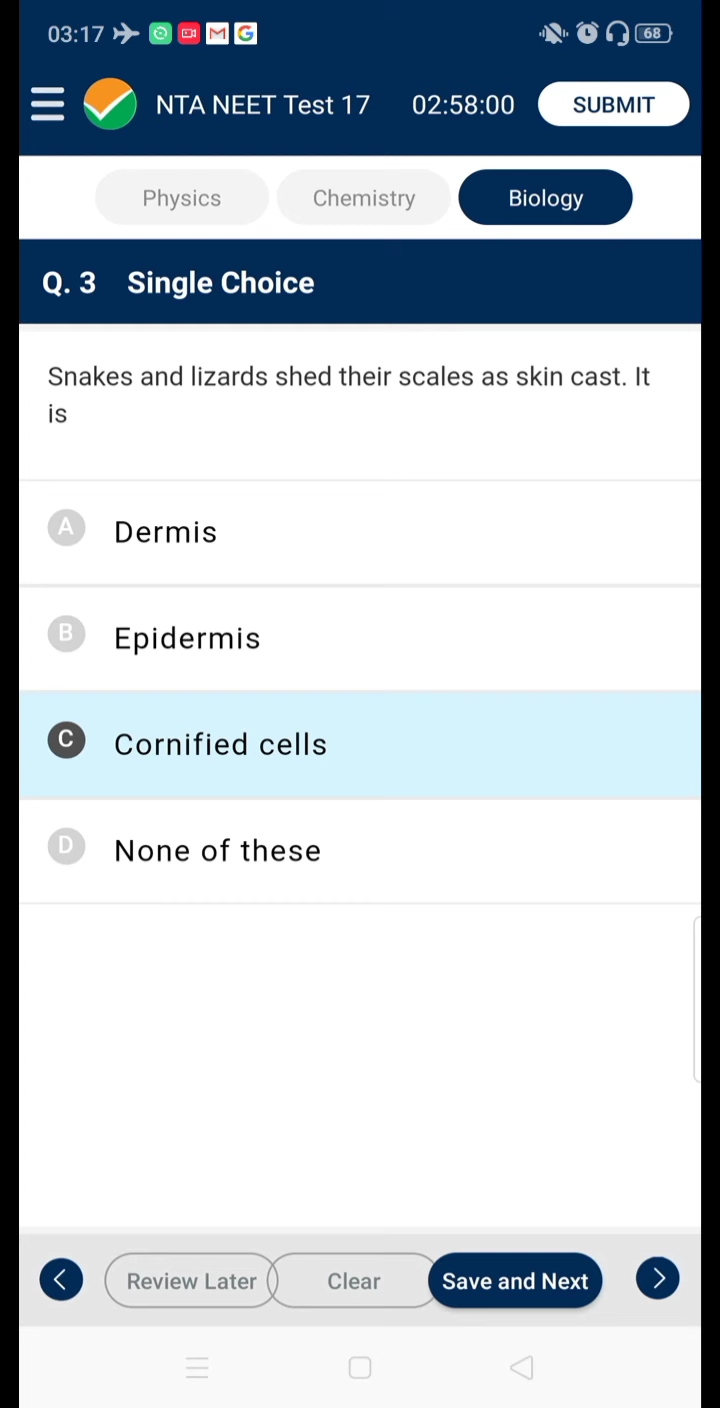 03:17 68
NTA NEET Test 17 02:58:00 SUBMIT
Physics Chemistry Biology
Q. 3 Single Choice
Snakes and lizards shed their scales as skin cast. It
is
A Dermis
B Epidermis
C Cornified cells
D None of these
Review Later Clear Save and Next